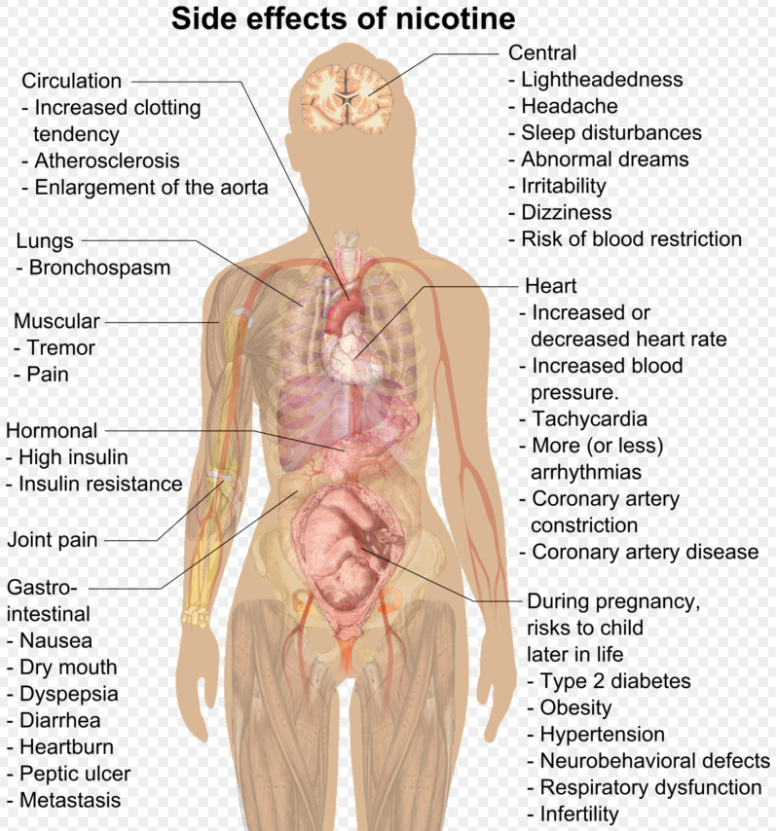 Side effects of nicotine
Circulation
- Increased clotting
tendency
- Atherosclerosis
- Enlargement of the aorta
Lungs
- Bronchospasm
Muscular
- Tremor
- Pain
Hormonal
- High insulin
- Insulin resistance
Joint pain
Gastro-
intestinal
- Nausea
- Dry mouth
- Dyspepsia
- Diarrhea
- Heartburn
- Peptic ulcer
- Metastasis
Central
- Lightheadedness
- Headache
- Sleep disturbances
- Abnormal dreams
- Irritability
- Dizziness
- Risk of blood restriction
Heart
- Increased or
decreased heart rate
- Increased blood
pressure.
- Tachycardia
- More (or less)
arrhythmias
- Coronary artery
constriction
- Coronary artery disease
During pregnancy,
risks to child
later in life
- Type 2 diabetes
- Obesity
- Hypertension
- Neurobehavioral defects
- Respiratory dysfunction
- Infertility